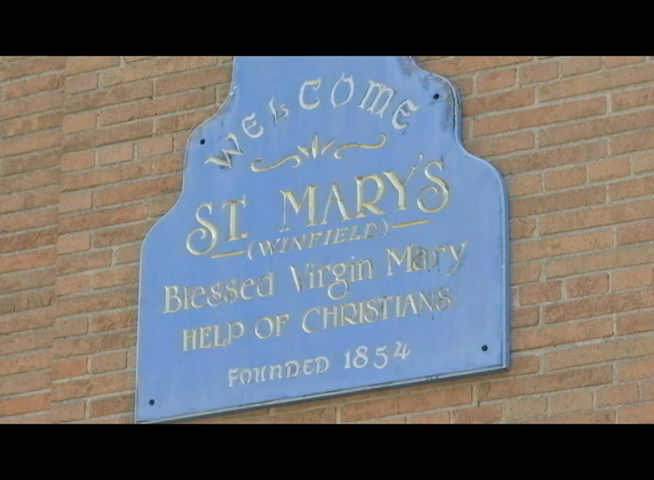 WELCOME
ST. MARY'S
(WINFIELD)
Blessed Virgin Mary
HELP OF CHRISTIANS
FOUNDED 1854